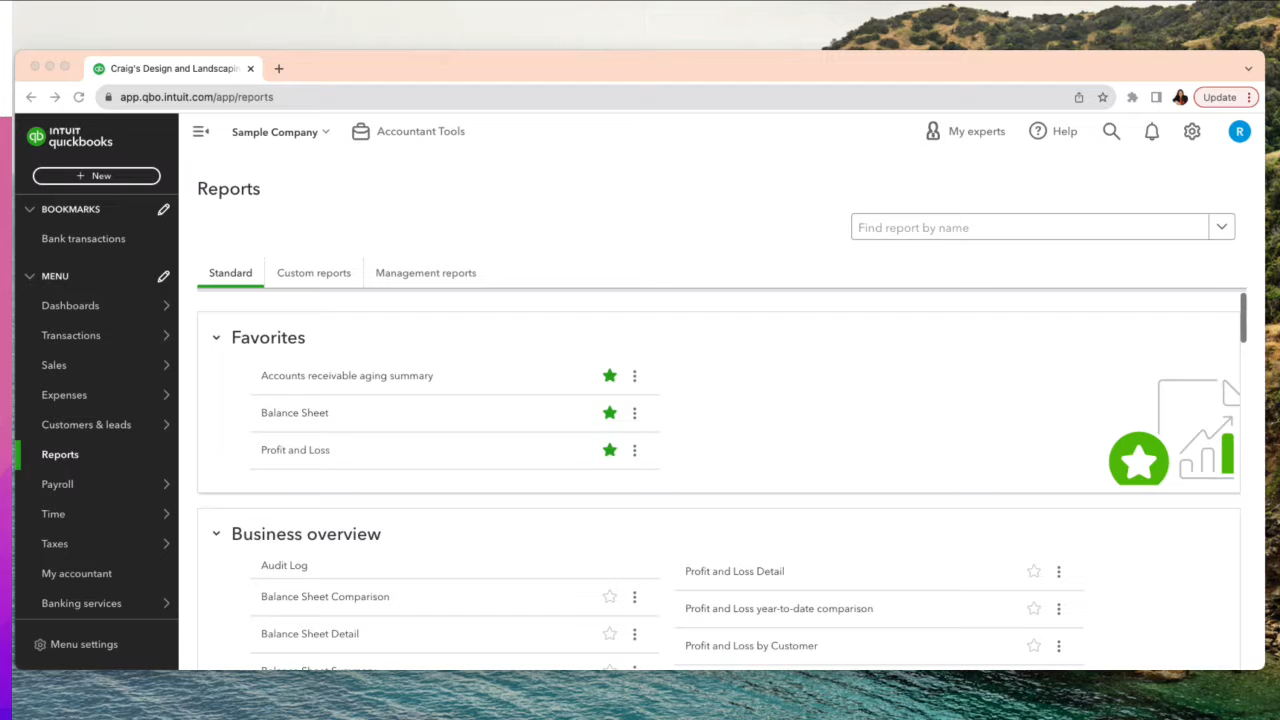 Craig's Design and Landscapin
app.qbo.intuit.com/app/reports
Update
INTUIT
quickbooks
qb
+ New
BOOKMARKS
Bank transactions
MENU
Dashboards
Transactions
Sales
Expenses
Customers & leads
Reports
Payroll
Time
Taxes
My accountant
Banking services
Menu settings
Sample Company
Accountant Tools
My experts
Help
R
Reports
Find report by name
Standard
Custom reports
Management reports
Favorites
Accounts receivable aging summary
Balance Sheet
Profit and Loss
Business overview
Audit Log
Balance Sheet Comparison
Balance Sheet Detail
Balance Sheet Summary
Profit and Loss Detail
Profit and Loss year-to-date comparison
Profit and Loss by Customer